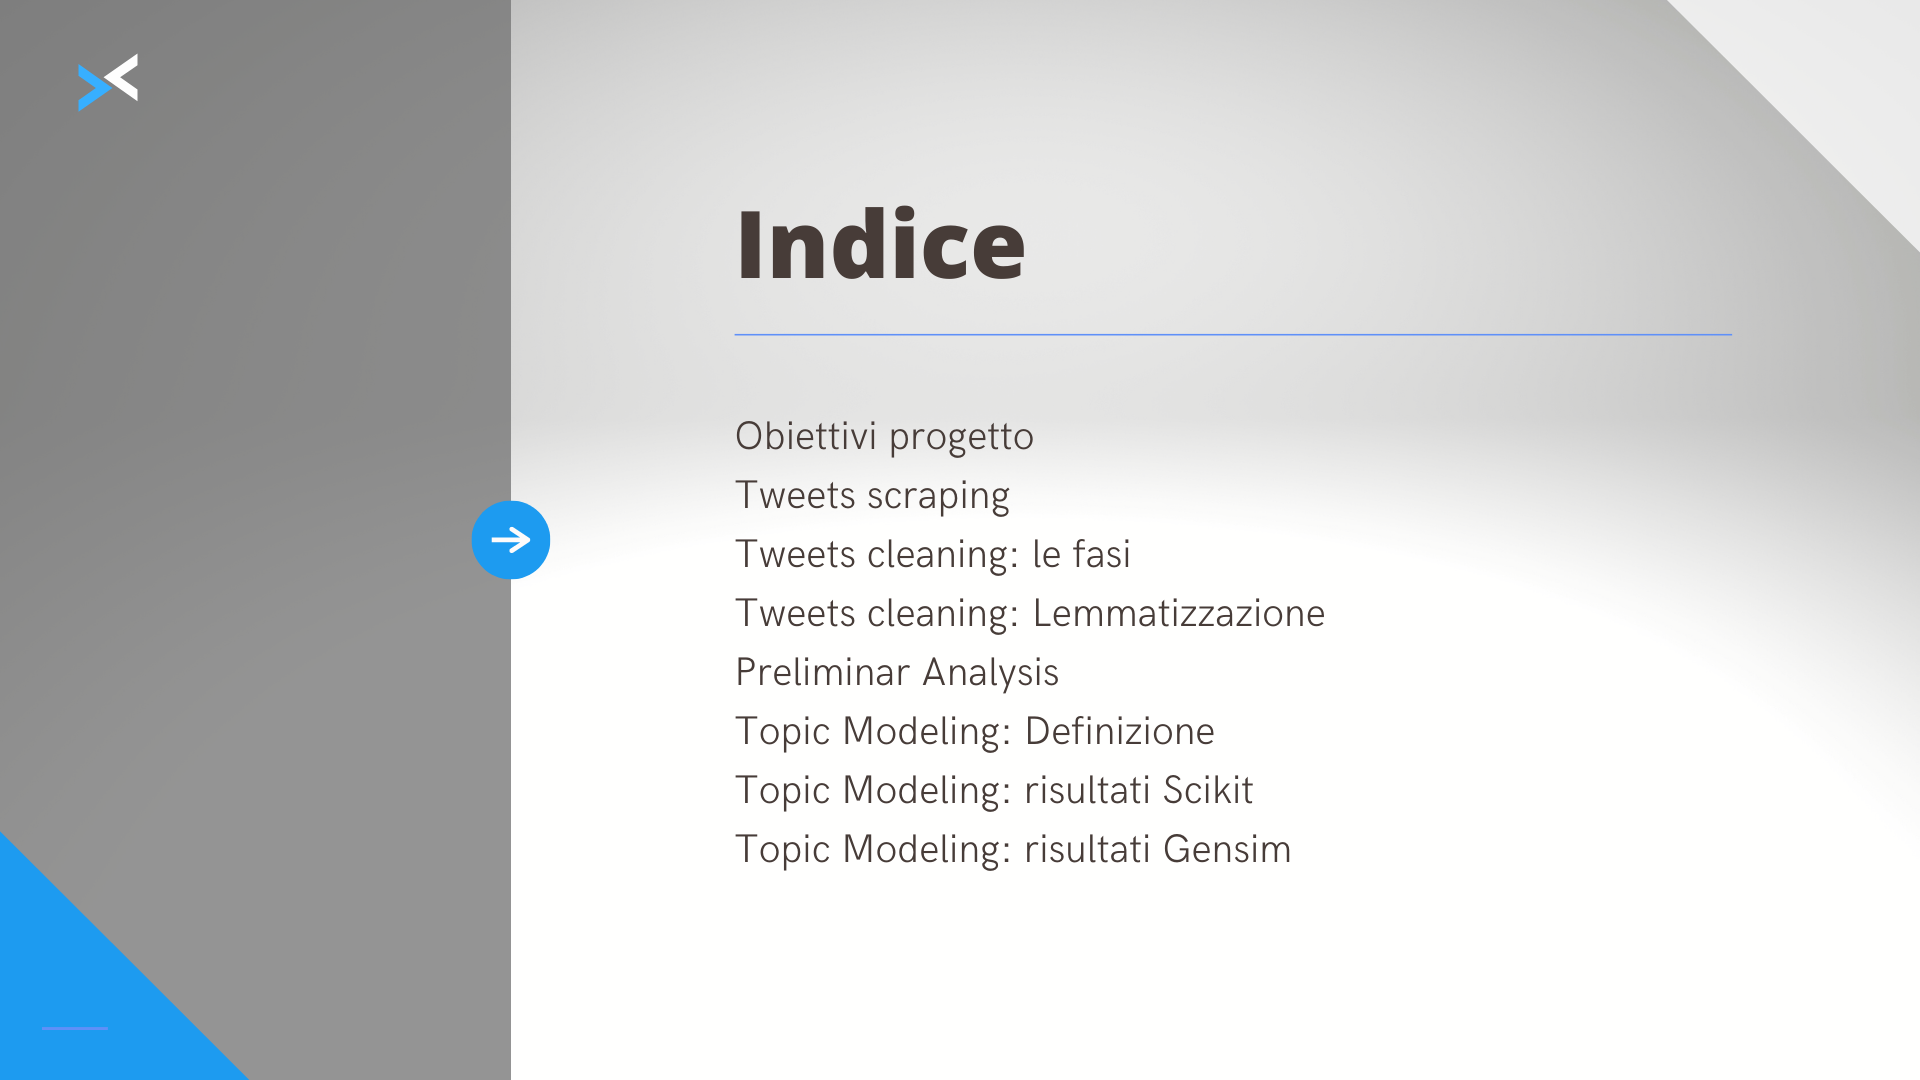 Indice
Obiettivi progetto
Tweets scraping
Tweets cleaning: le fasi
Tweets cleaning: Lemmatizzazione
Preliminar Analysis
Topic Modeling: Definizione
Topic Modeling: risultati Scikit
Topic Modeling: risultati Gensim